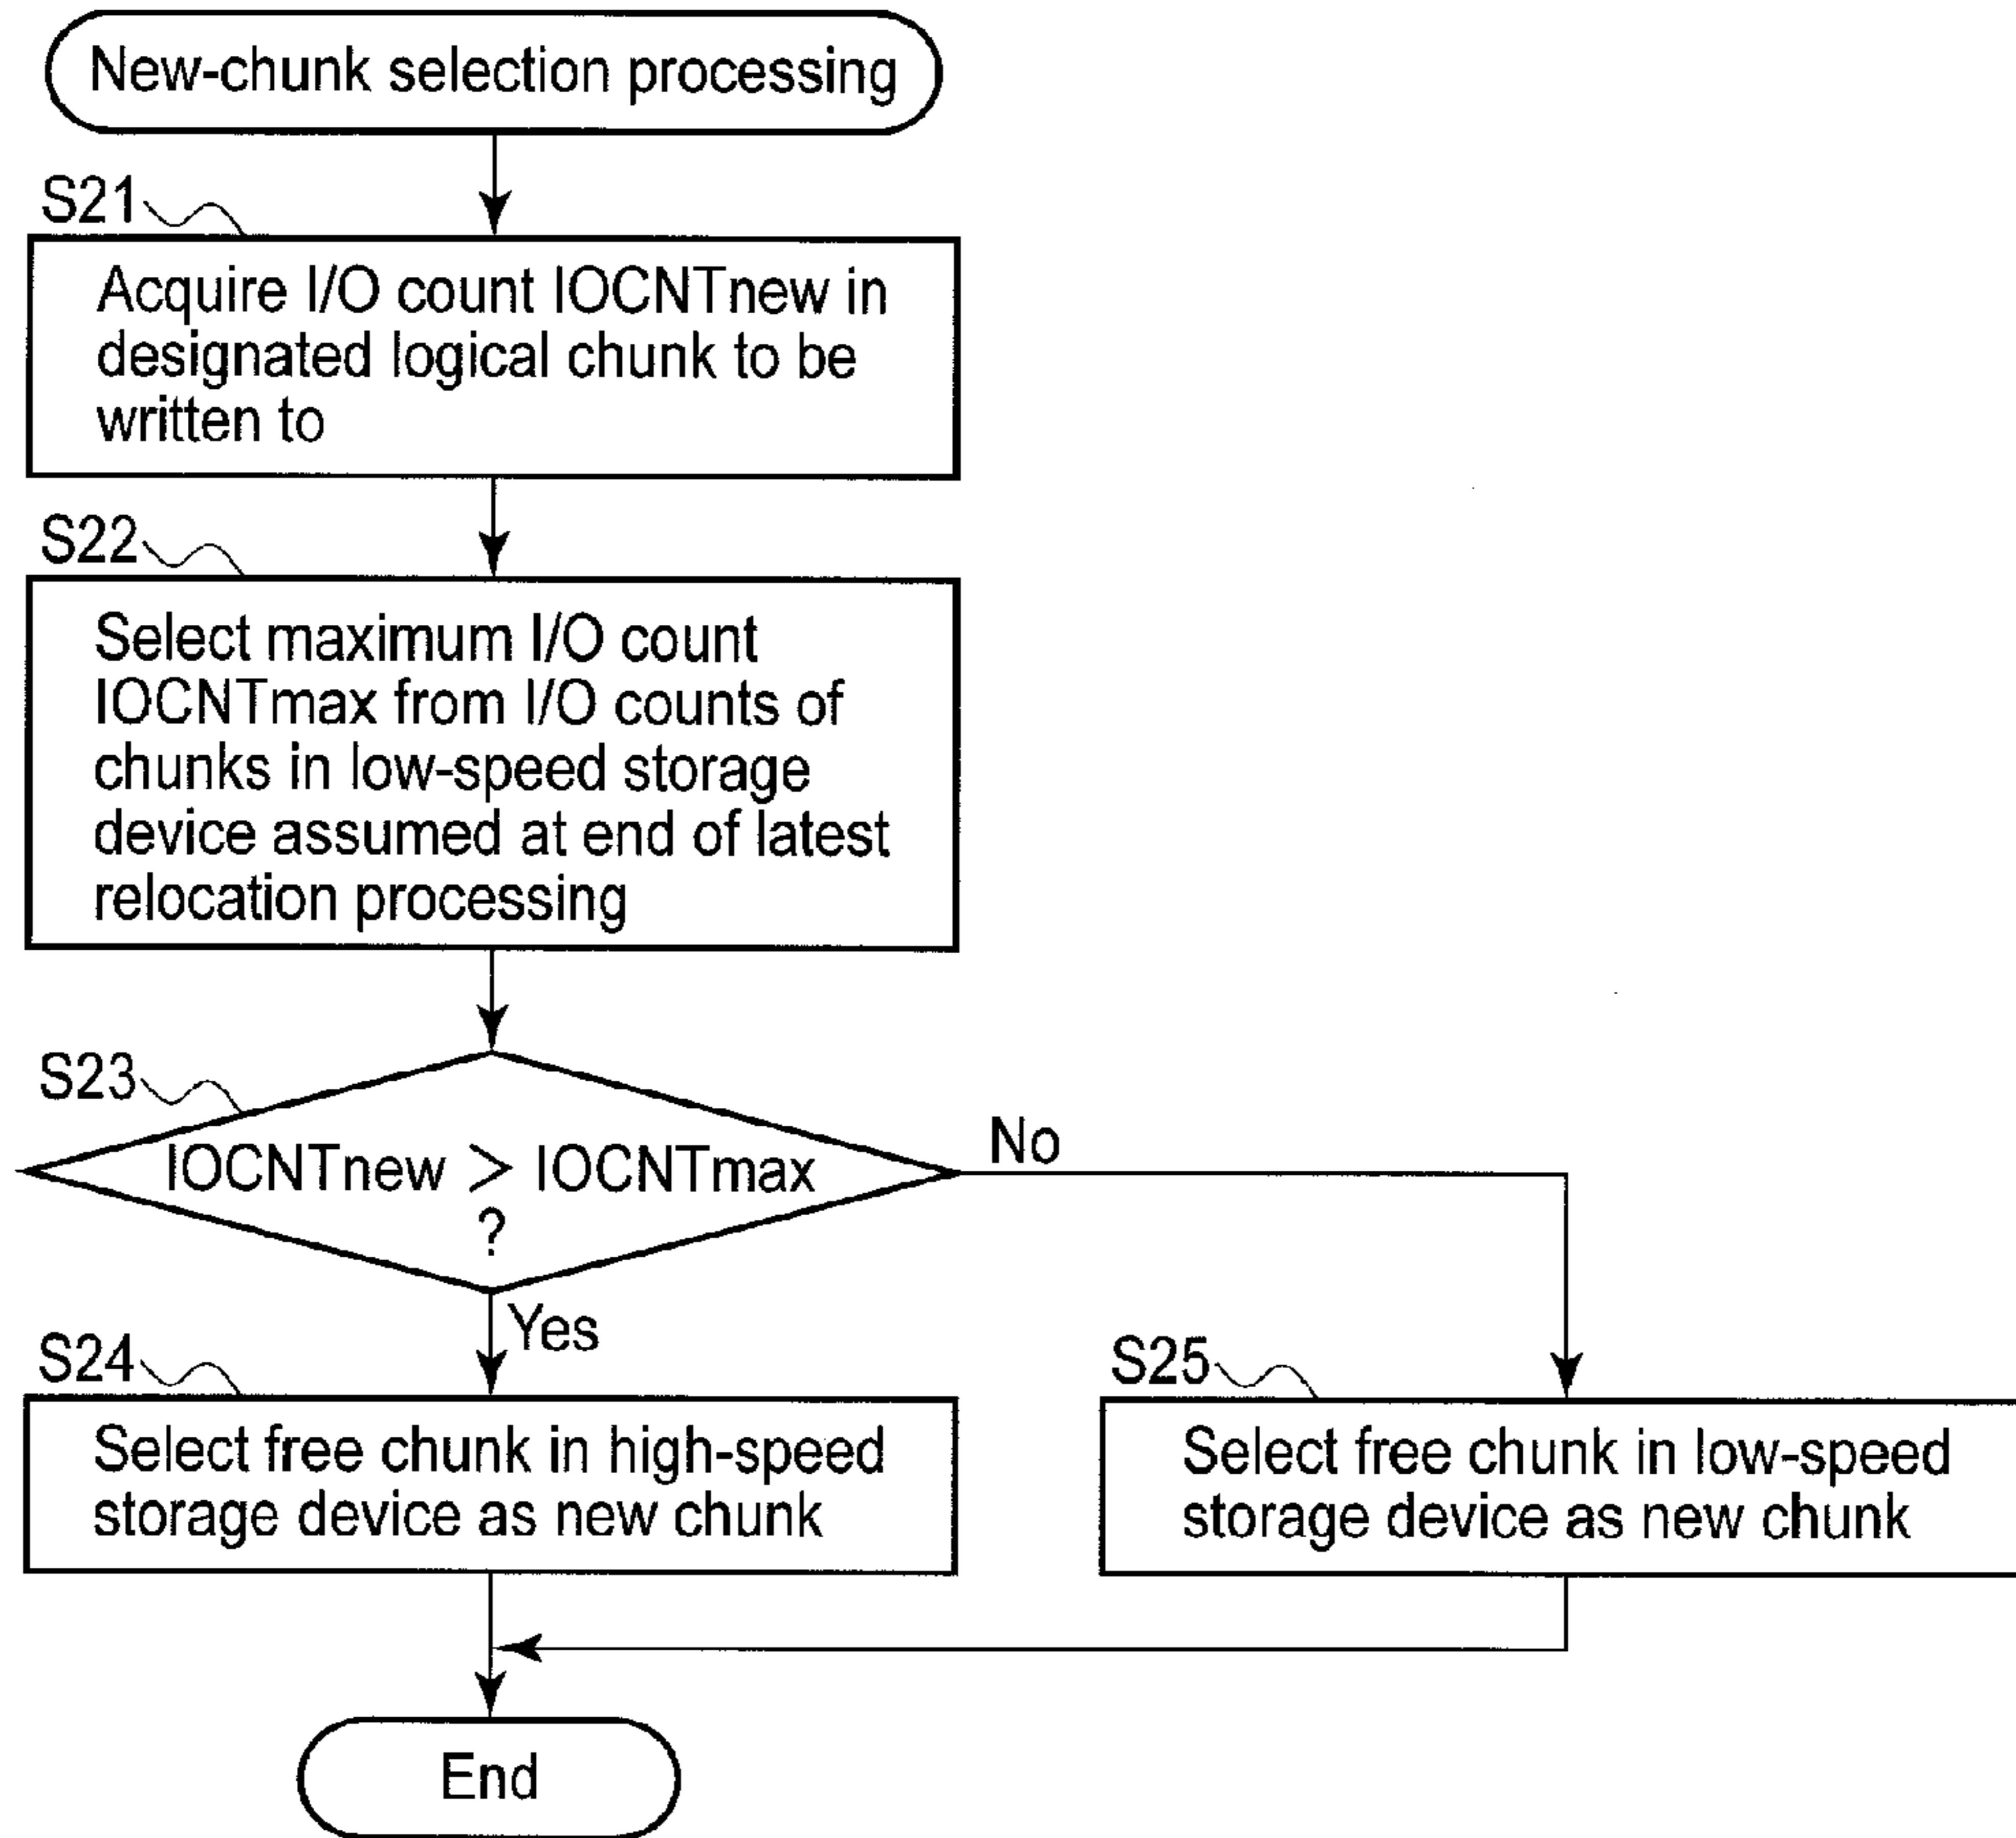 New-chunk selection processing
S21
Acquire I/O count IOCNTnew in
designated logical chunk to be
written to
S22
Select maximum I/O count
IOCNTmax from I/O counts of
chunks in low-speed storage
device assumed at end of latest
relocation processing
S23
IOCNTnew > IOCNTmax
?
No
Yes
S24
Select free chunk in high-speed
storage device as new chunk
S25
Select free chunk in low-speed
storage device as new chunk
End